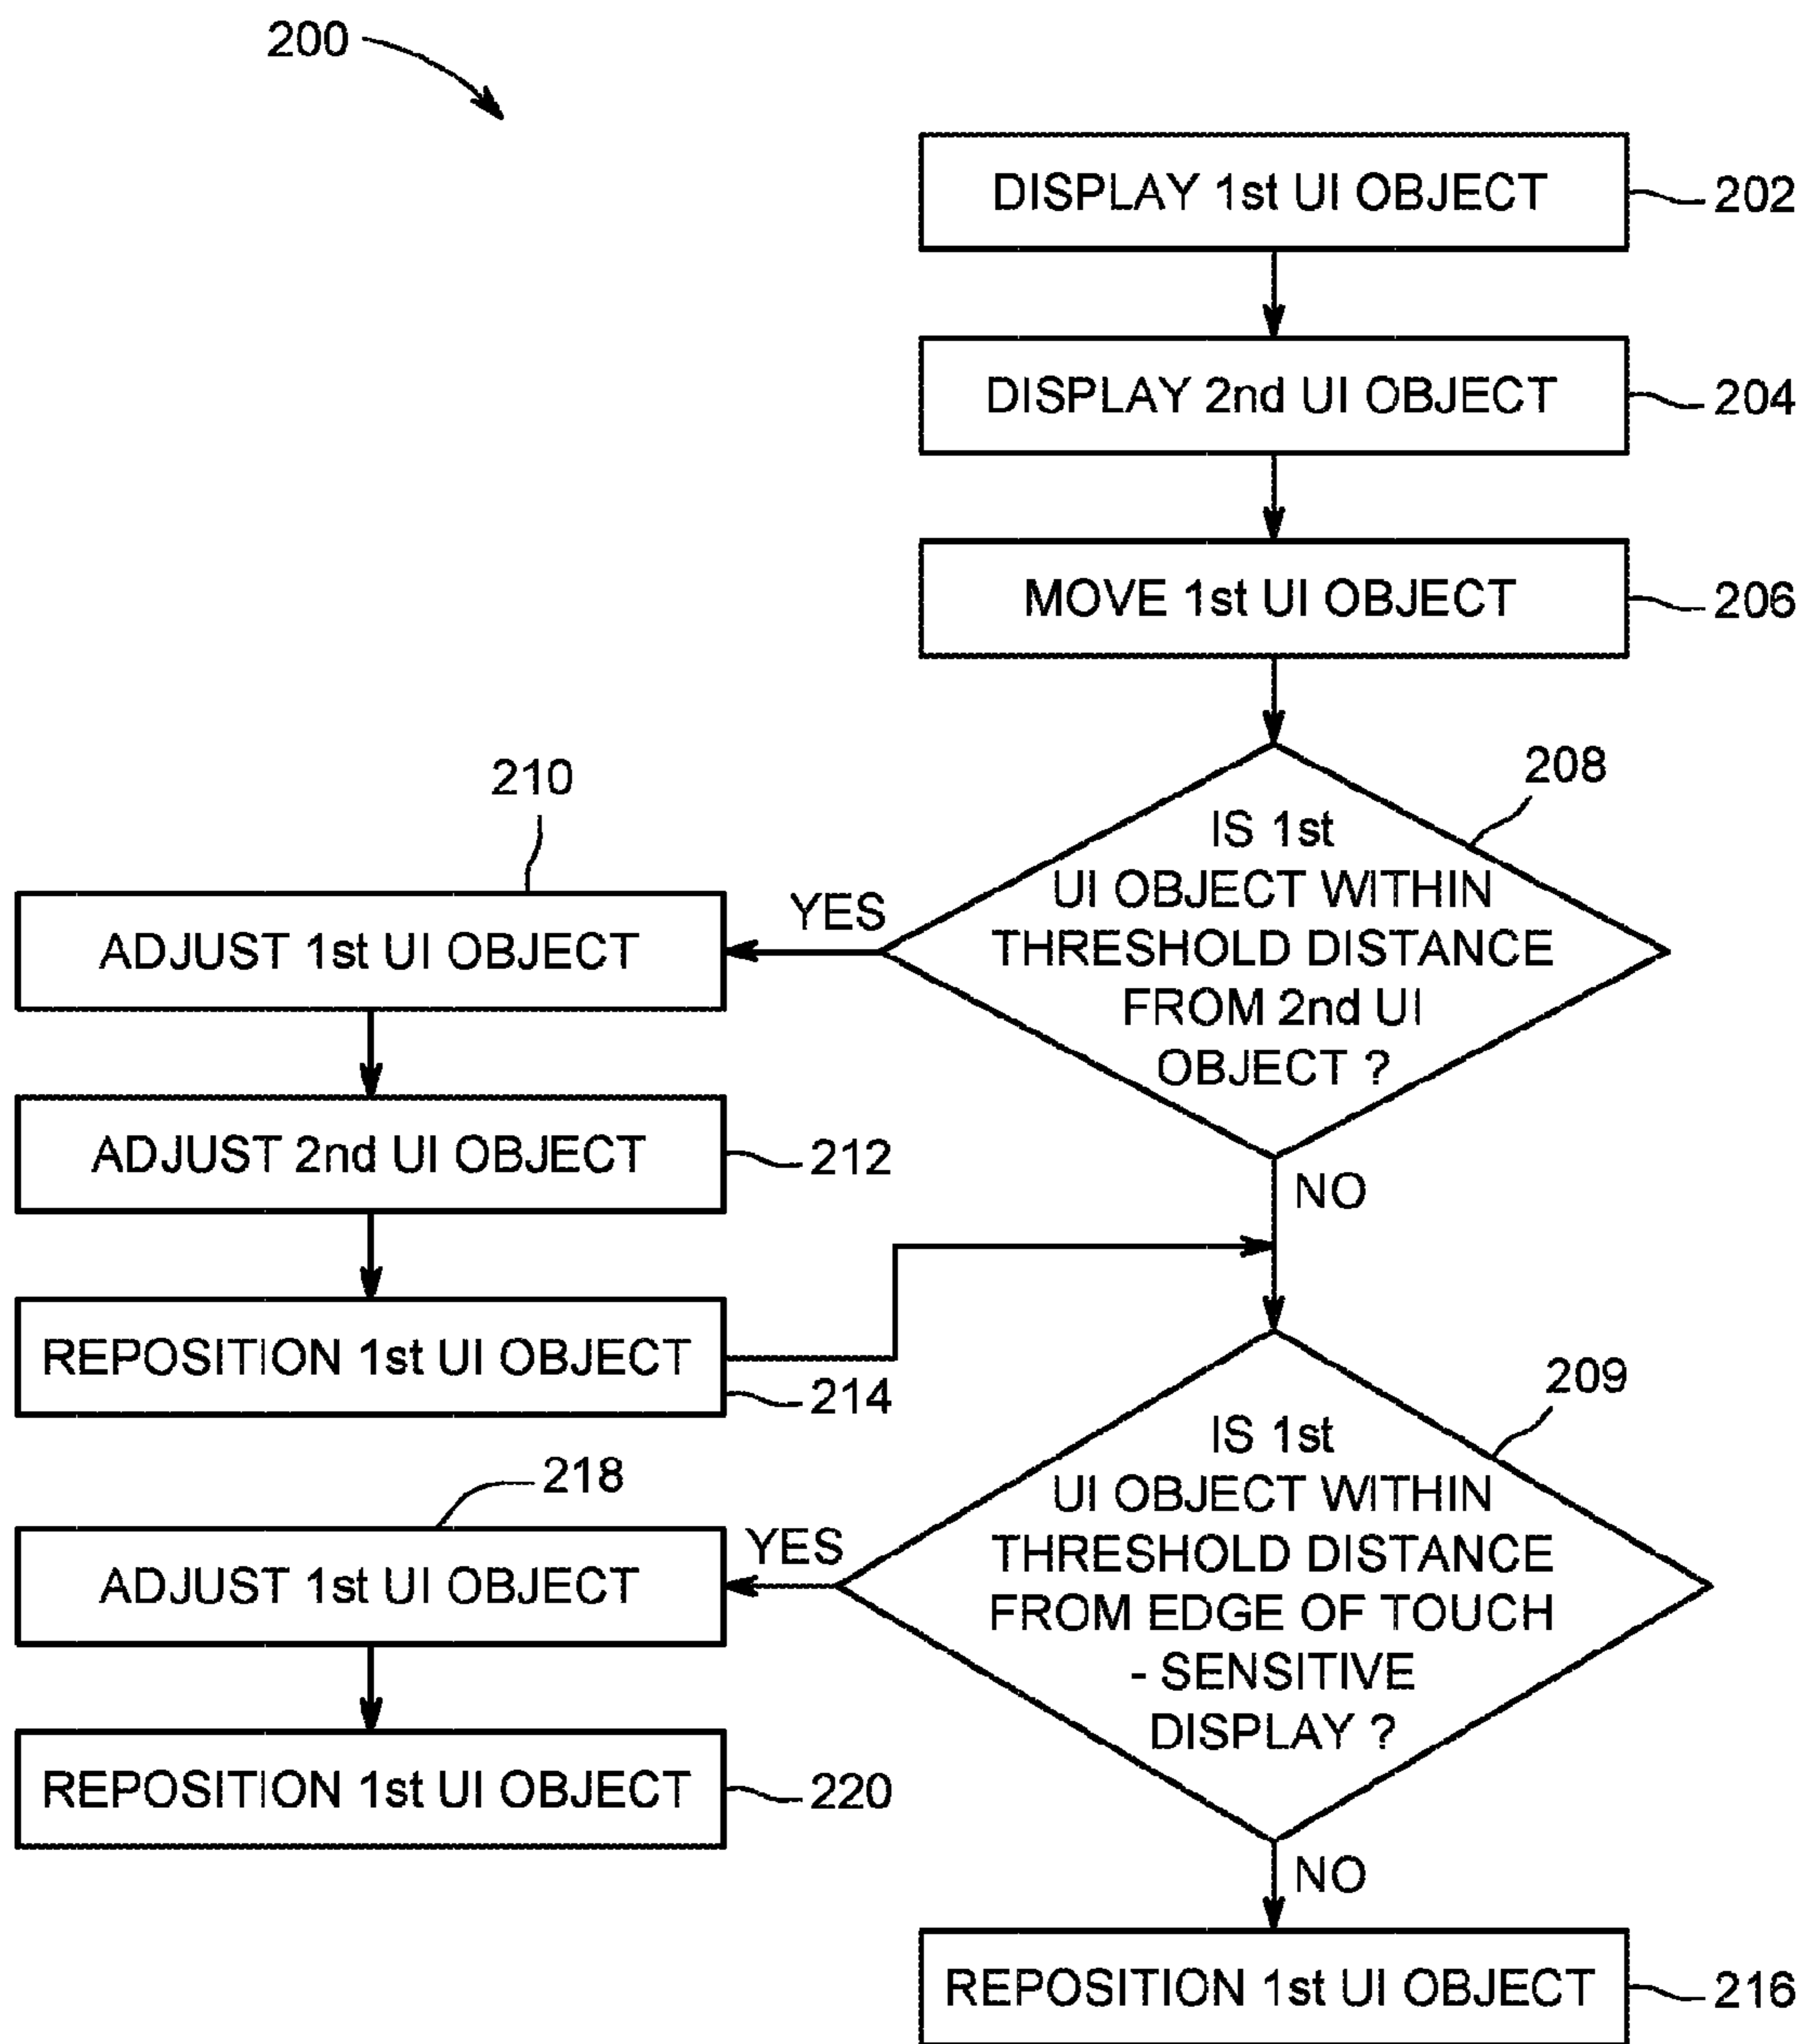 200
DISPLAY 1st UI OBJECT
202
DISPLAY 2nd UI OBJECT
204
MOVE 1st UI OBJECT
206
208
IS 1st
UI OBJECT WITHIN
THRESHOLD DISTANCE
FROM 2nd UI
OBJECT ?
YES
210
ADJUST 1st UI OBJECT
ADJUST 2nd UI OBJECT
212
NO
REPOSITION 1st UI OBJECT
214
209
IS 1st
UI OBJECT WITHIN
THRESHOLD DISTANCE
FROM EDGE OF TOUCH
- SENSITIVE
DISPLAY ?
YES
218
ADJUST 1st UI OBJECT
REPOSITION 1st UI OBJECT
220
NO
REPOSITION 1st UI OBJECT
216